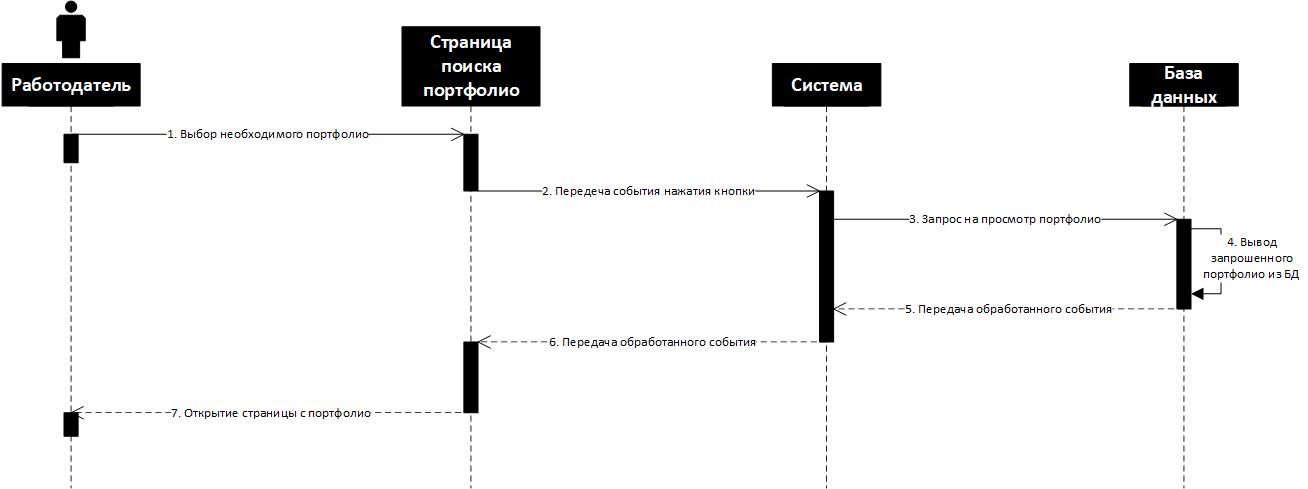 Работодатель
Страница
поиска
портфолио
Система
База
данных
1. Выбор необходимого портфолио
2. Передеча события нажатия кнопки
3. Запрос на просмотр портфолио
4. Вывод
запрошенного
портфолио из БД
5. Передача обработанного события
6. Передача обработанного события
7. Открытие страницы с портфолио